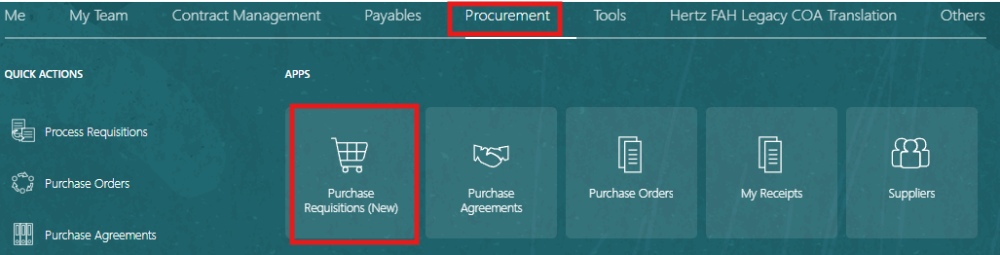 Me My Team Contract Management Payables Procurement Tools Hertz FAH Legacy COA Translation Others
QUICK ACTIONS
Process Requisitions
Purchase Orders
Purchase Agreements
APPS
Purchase
Requisitions (New)
Purchase
Agreements
Purchase Orders
My Receipts
Suppliers